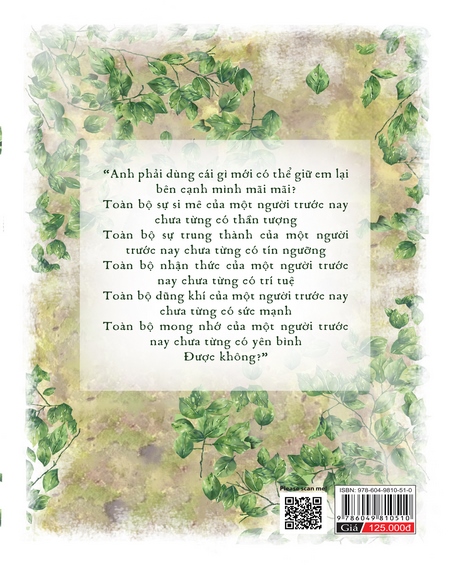 “Anh phải dùng cái gì mới có thể giữ em lại
bên cạnh mình mãi mãi?
Toàn bộ sự si mê của một người trước nay
chưa từng có thần tượng
Toàn bộ sự trung thành của một người
trước nay chưa từng có tín ngưỡng
Toàn bộ nhận thức của một người trước
nay chưa từng có trí tuệ
Toàn bộ dũng khí của một người trước nay
chưa từng có sức mạnh
Toàn bộ mong nhớ của một người trước
nay chưa từng có yên bình
Được không?”
Please scan me!
ISBN: 978-604-9810-51-0
9 786049 810510
Giá 125.000đ